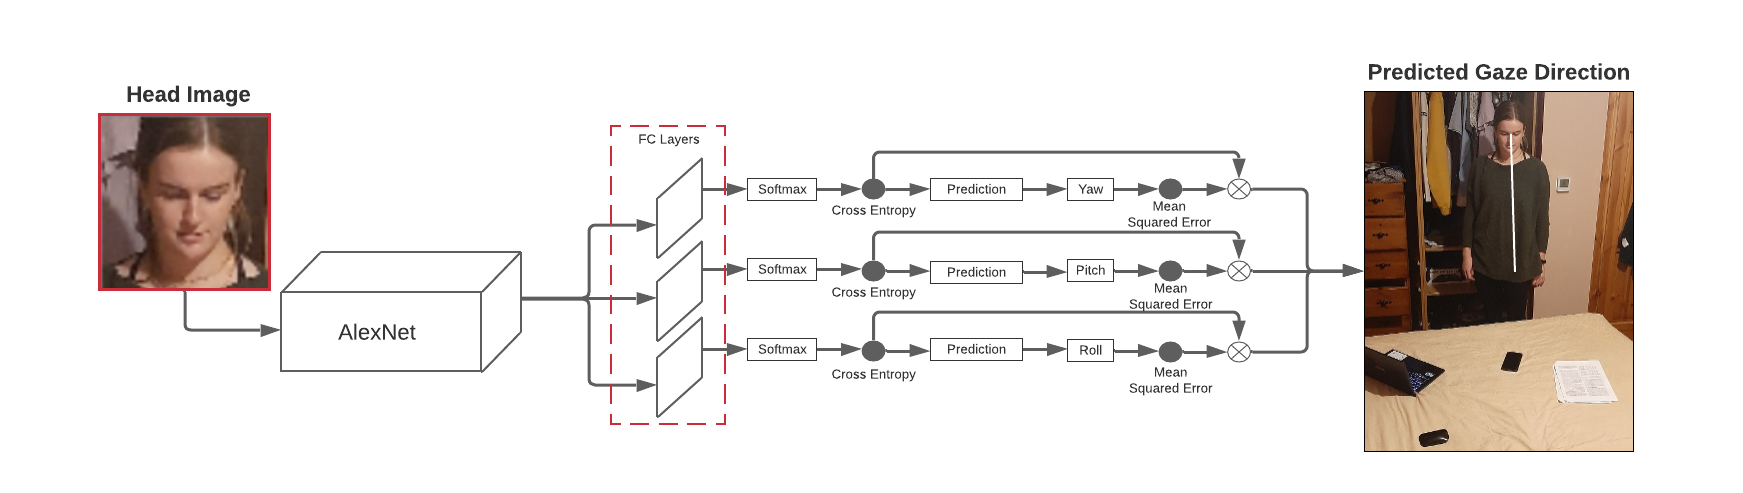 Predicted Gaze Direction
Head Image
FC Layers
Softmax
Cross Entropy
Prediction
Yaw
Mean
Squared Error
Softmax
Cross Entropy
Prediction
Pitch
Mean
Squared Error
AlexNet
Softmax
Cross Entropy
Prediction
Roll
Mean
Squared Error